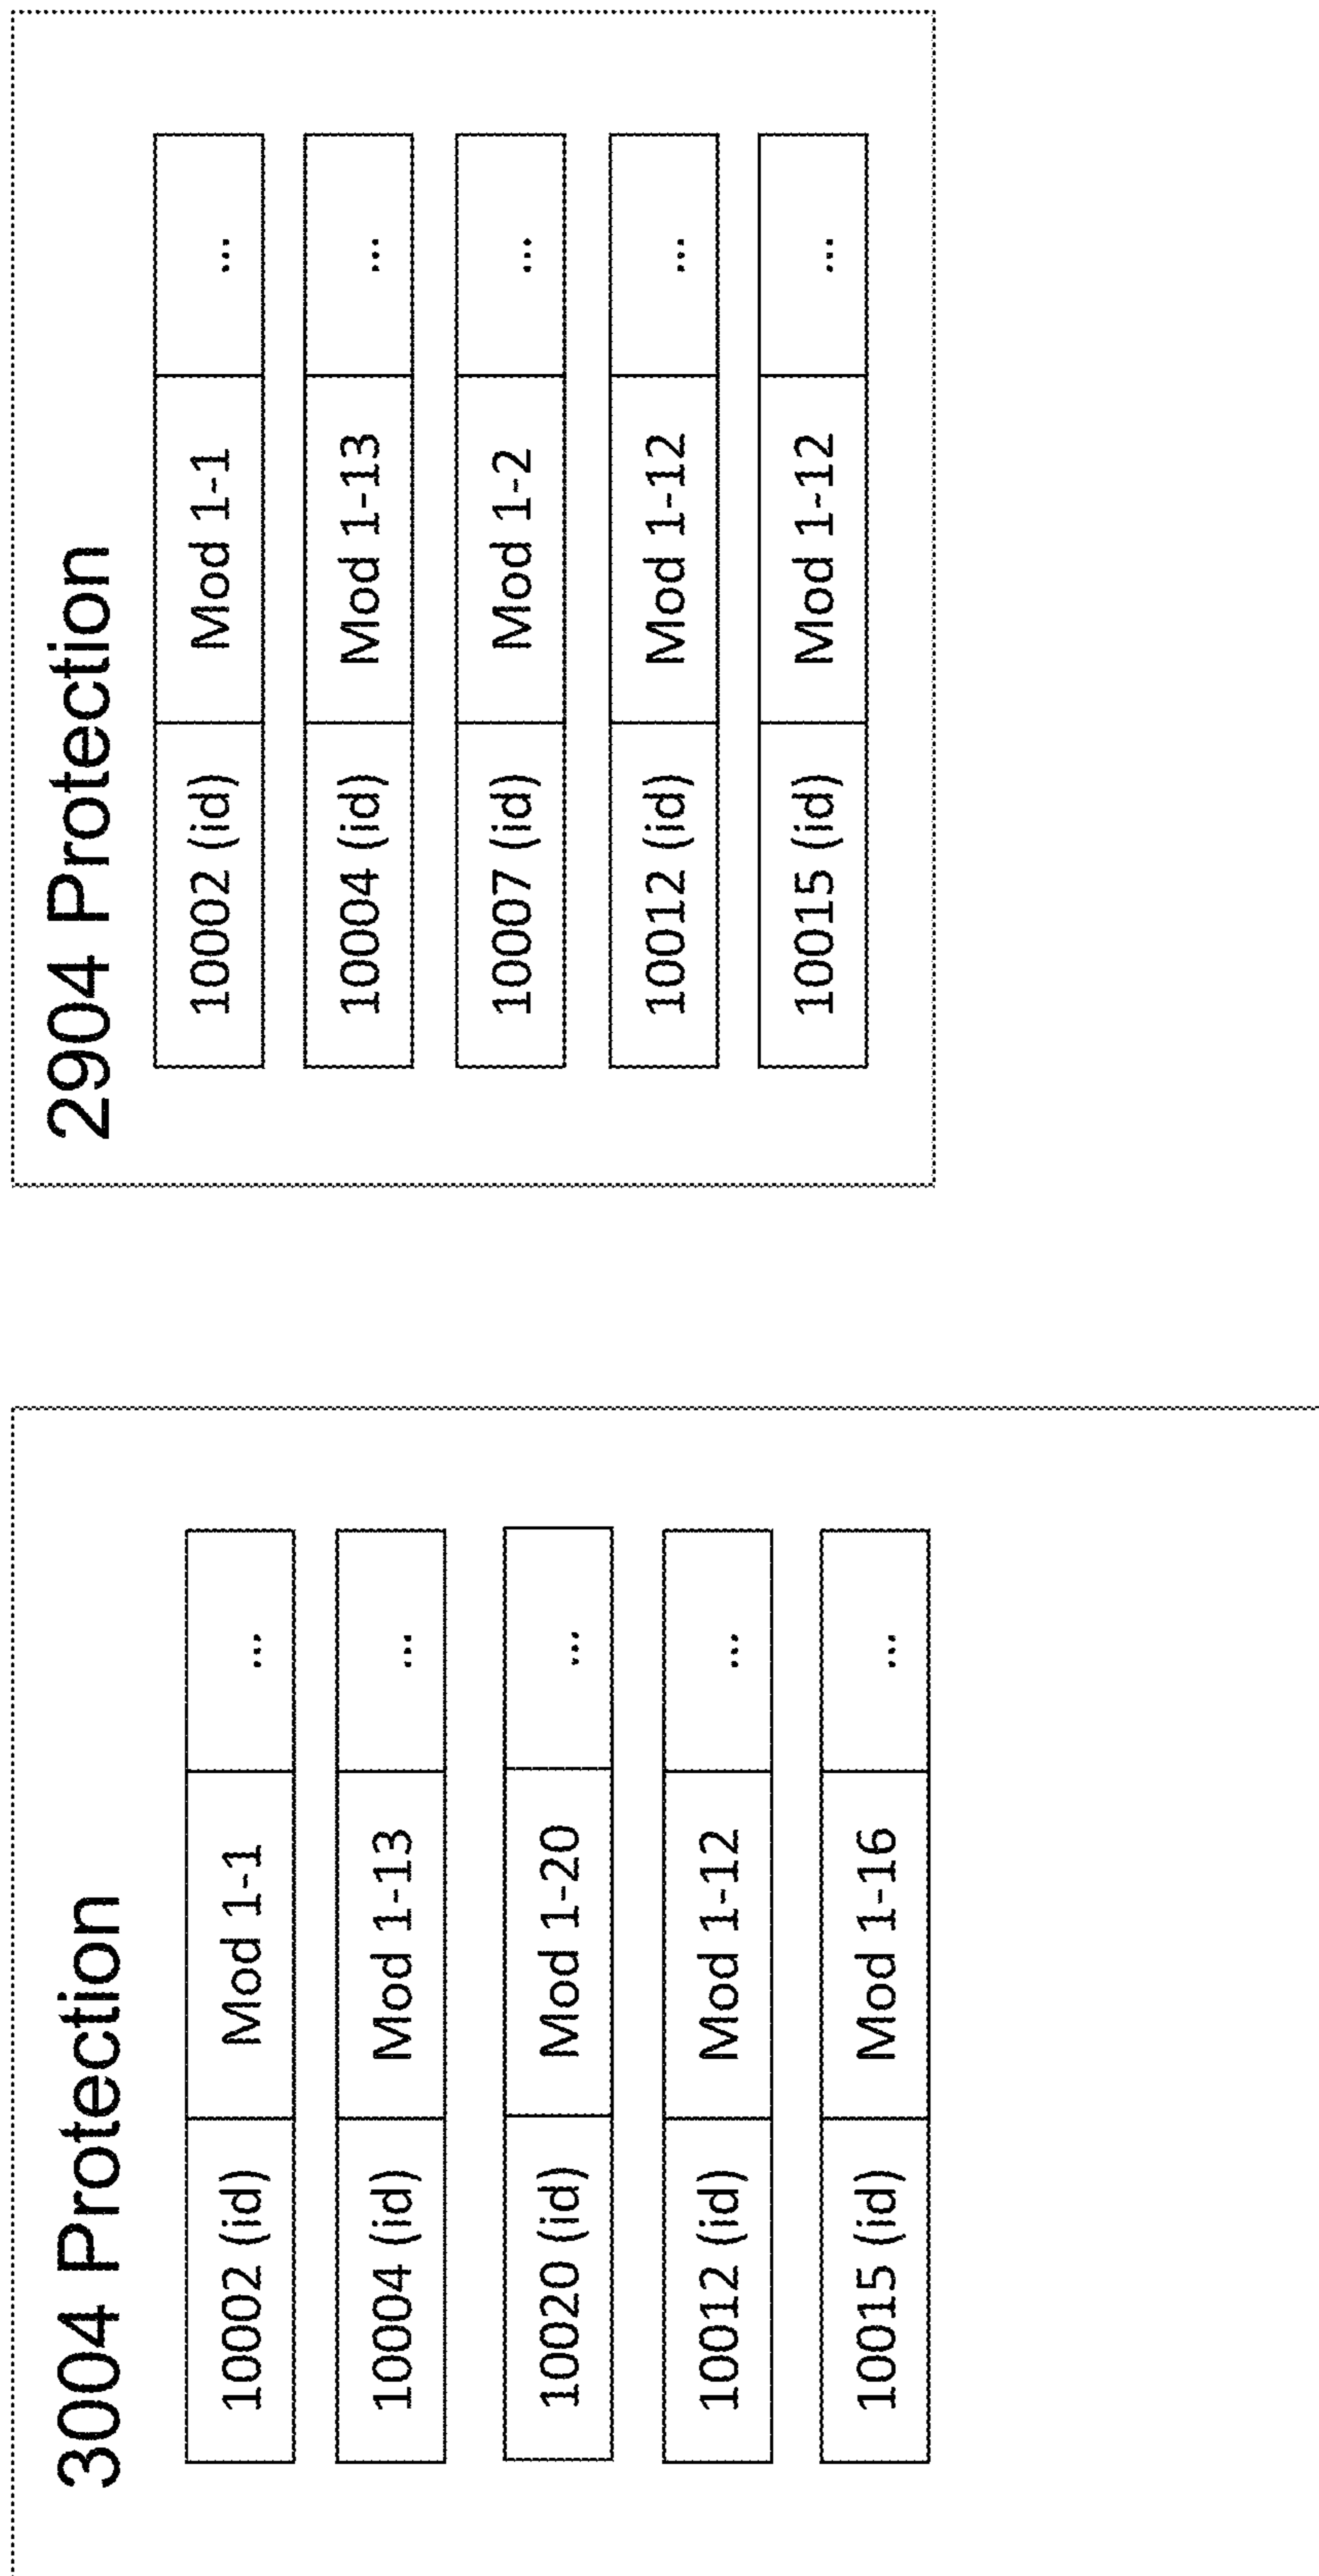 3004 Protection
10002 (id) Mod 1-1 ...
10004 (id) Mod 1-13 ...
10020 (id) Mod 1-20 ...
10012 (id) Mod 1-12 ...
10015 (id) Mod 1-16 ...
2904 Protection
10002 (id) Mod 1-1 ...
10004 (id) Mod 1-13 ...
10007 (id) Mod 1-2 ...
10012 (id) Mod 1-12 ...
10015 (id) Mod 1-12 ...